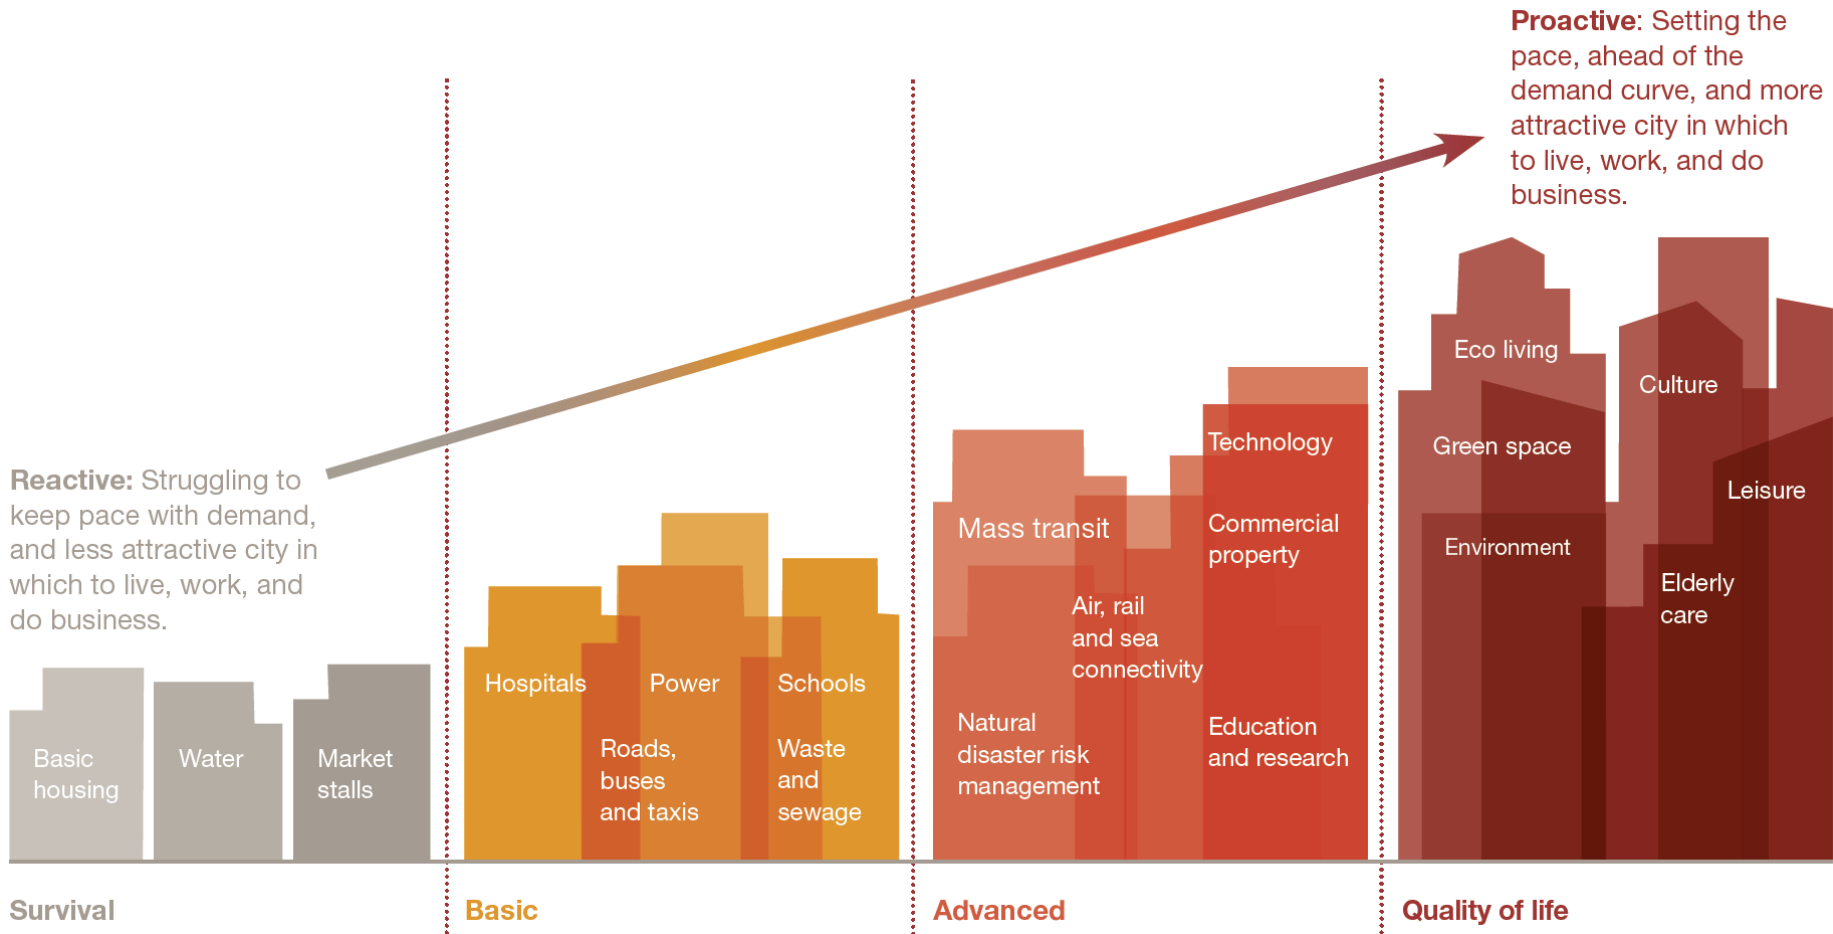 Proactive: Setting the
pace, ahead of the
demand curve, and more
attractive city in which
to live, work, and do
business.
Reactive: Struggling to
keep pace with demand,
and less attractive city in
which to live, work, and
do business.
Basic
housing
Water
Market
stalls
Hospitals
Power
Schools
Roads,
buses
and taxis
Waste
and
sewage
Mass transit
Technology
Commercial
property
Air, rail
and sea
connectivity
Natural
disaster risk
management
Education
and research
Eco living
Culture
Green space
Leisure
Environment
Elderly
care
Survival
Basic
Advanced
Quality of life